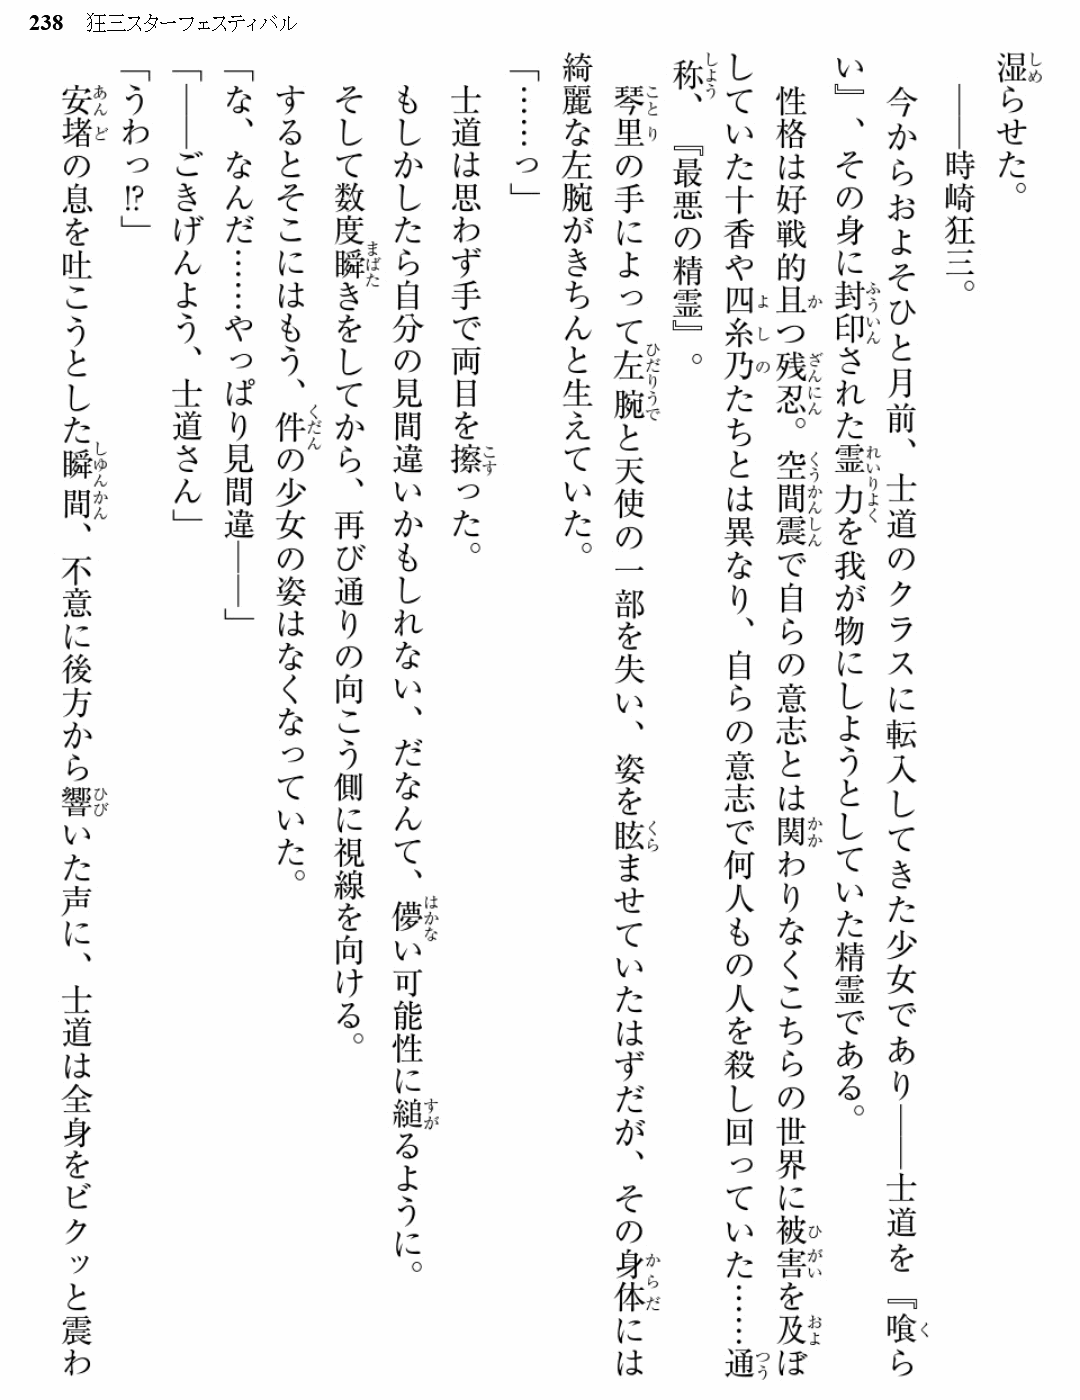 238 狂三スターフェスティバル
湿らせた。
――時崎狂三。
今からおよそひと月前、士道のクラスに転入してきた少女であり――士道を『喰ら
い』、その身に封印された霊力を我が物にしようとしていた精霊である。
性格は好戦的且つ残忍。空間震で自らの意志とは関わりなくこちらの世界に被害を及ぼ
していた十香や四糸乃たちとは異なり、自らの意志で何人もの人を殺し回っていた……通
称、『最悪の精霊』。
琴里の手によって左腕と天使の一部を失い、姿を眩ませていたはずだが、その身体には
綺麗な左腕がきちんと生えていた。
「……っ」
士道は思わず手で両目を擦った。
もしかしたら自分の見間違いかもしれない、だなんて、儚い可能性に縋るように。
そして数度瞬きをしてから、再び通りの向こう側に視線を向ける。
するとそこにはもう、件の少女の姿はなくなっていた。
「な、なんだ……やっぱり見間違――」
「――ごきげんよう、士道さん」
「うわっ!?」
安堵の息を吐こうとした瞬間、不意に後方から響いた声に、士道は全身をビクッと震わ